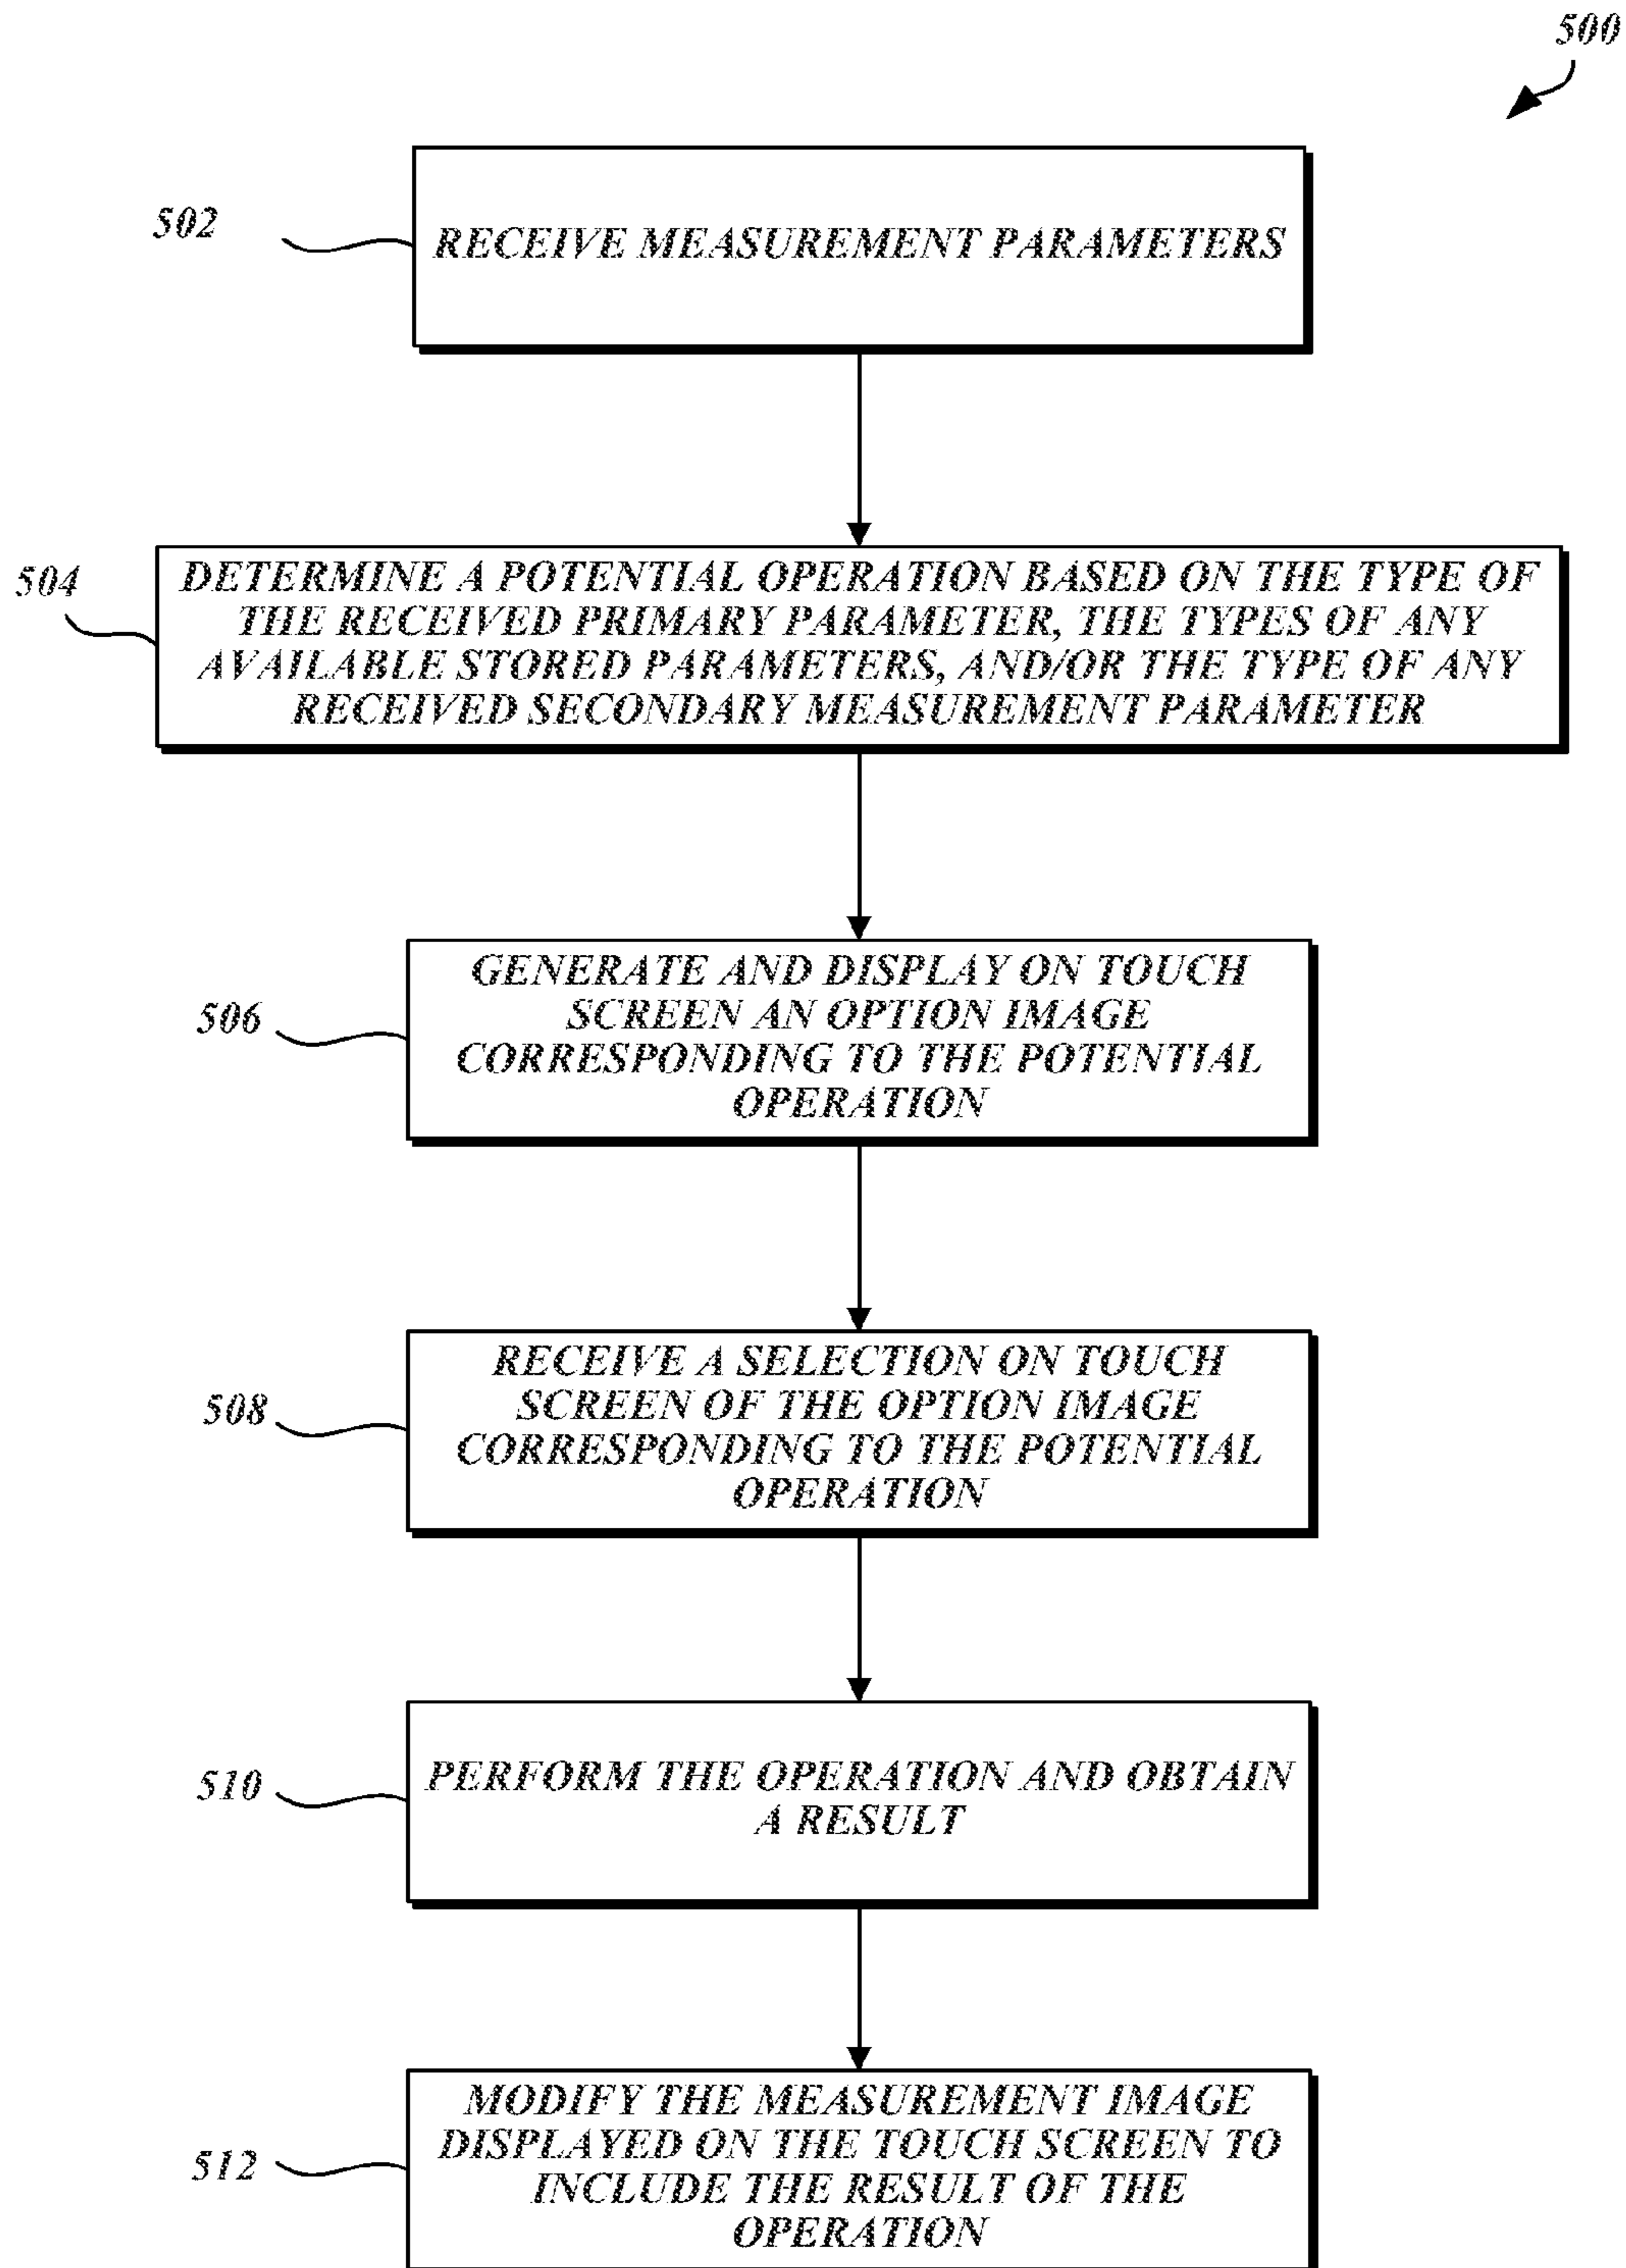 500
502
RECEIVE MEASUREMENT PARAMETERS
504
DETERMINE A POTENTIAL OPERATION BASED ON THE TYPE OF
THE RECEIVED PRIMARY PARAMETER, THE TYPES OF ANY
AVAILABLE STORED PARAMETERS, AND/OR THE TYPE OF ANY
RECEIVED SECONDARY MEASUREMENT PARAMETER
506
GENERATE AND DISPLAY ON TOUCH
SCREEN AN OPTION IMAGE
CORRESPONDING TO THE POTENTIAL
OPERATION
508
RECEIVE A SELECTION ON TOUCH
SCREEN OF THE OPTION IMAGE
CORRESPONDING TO THE POTENTIAL
OPERATION
510
PERFORM THE OPERATION AND OBTAIN
A RESULT
512
MODIFY THE MEASUREMENT IMAGE
DISPLAYED ON THE TOUCH SCREEN TO
INCLUDE THE RESULT OF THE
OPERATION